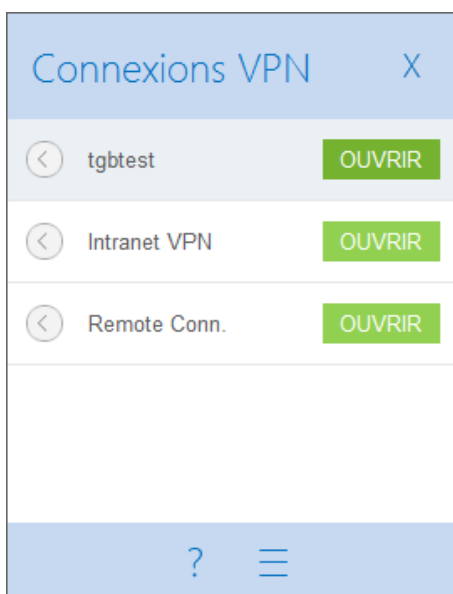 Connexions VPN X
tgbtest OUVRIR
Intranet VPN OUVRIR
Remote Conn. OUVRIR
?